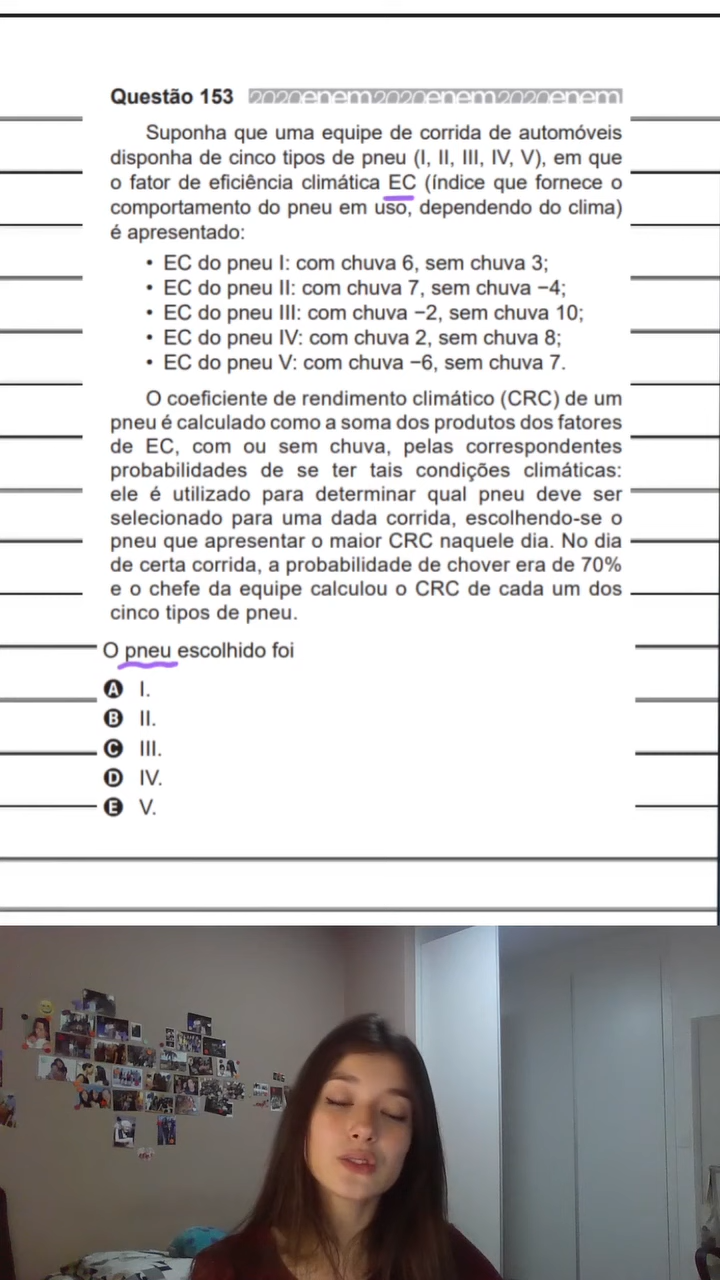 Questão 153 2020enem2020enem2020enem
Suponha que uma equipe de corrida de automóveis
disponha de cinco tipos de pneu (I, II, III, IV, V), em que
o fator de eficiência climática EC (índice que fornece o
comportamento do pneu em uso, dependendo do clima)
é apresentado:
• EC do pneu I: com chuva 6, sem chuva 3;
• EC do pneu II: com chuva 7, sem chuva −4;
• EC do pneu III: com chuva −2, sem chuva 10;
• EC do pneu IV: com chuva 2, sem chuva 8;
• EC do pneu V: com chuva −6, sem chuva 7.
O coeficiente de rendimento climático (CRC) de um
pneu é calculado como a soma dos produtos dos fatores
de EC, com ou sem chuva, pelas correspondentes
probabilidades de se ter tais condições climáticas:
ele é utilizado para determinar qual pneu deve ser
selecionado para uma dada corrida, escolhendo-se o
pneu que apresentar o maior CRC naquele dia. No dia
de certa corrida, a probabilidade de chover era de 70%
e o chefe da equipe calculou o CRC de cada um dos
cinco tipos de pneu.
O pneu escolhido foi
A I.
B II.
C III.
D IV.
E V.